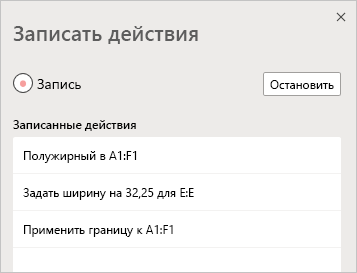 Записать действия
Запись
Остановить
Записанные действия
Полужирный в A1:F1
Задать ширину на 32,25 для E:E
Применить границу к A1:F1